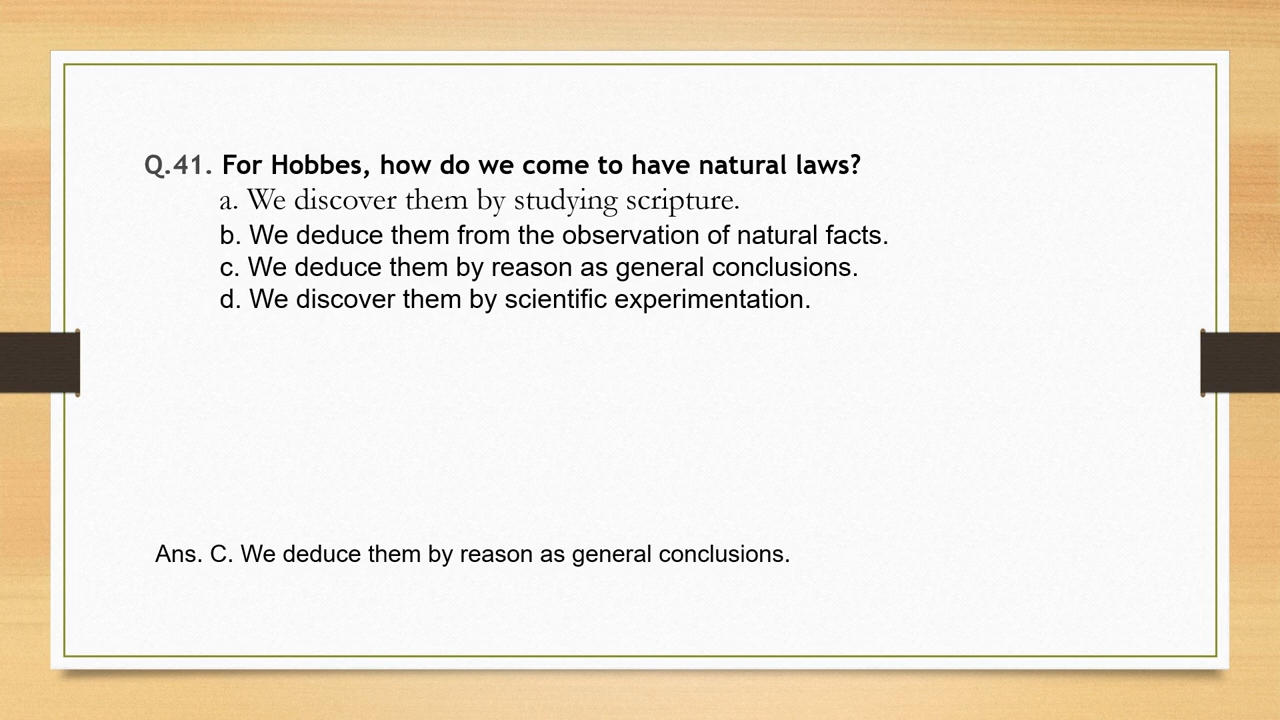 Q.41. For Hobbes, how do we come to have natural laws?
a. We discover them by studying scripture.
b. We deduce them from the observation of natural facts.
c. We deduce them by reason as general conclusions.
d. We discover them by scientific experimentation.
Ans. C. We deduce them by reason as general conclusions.